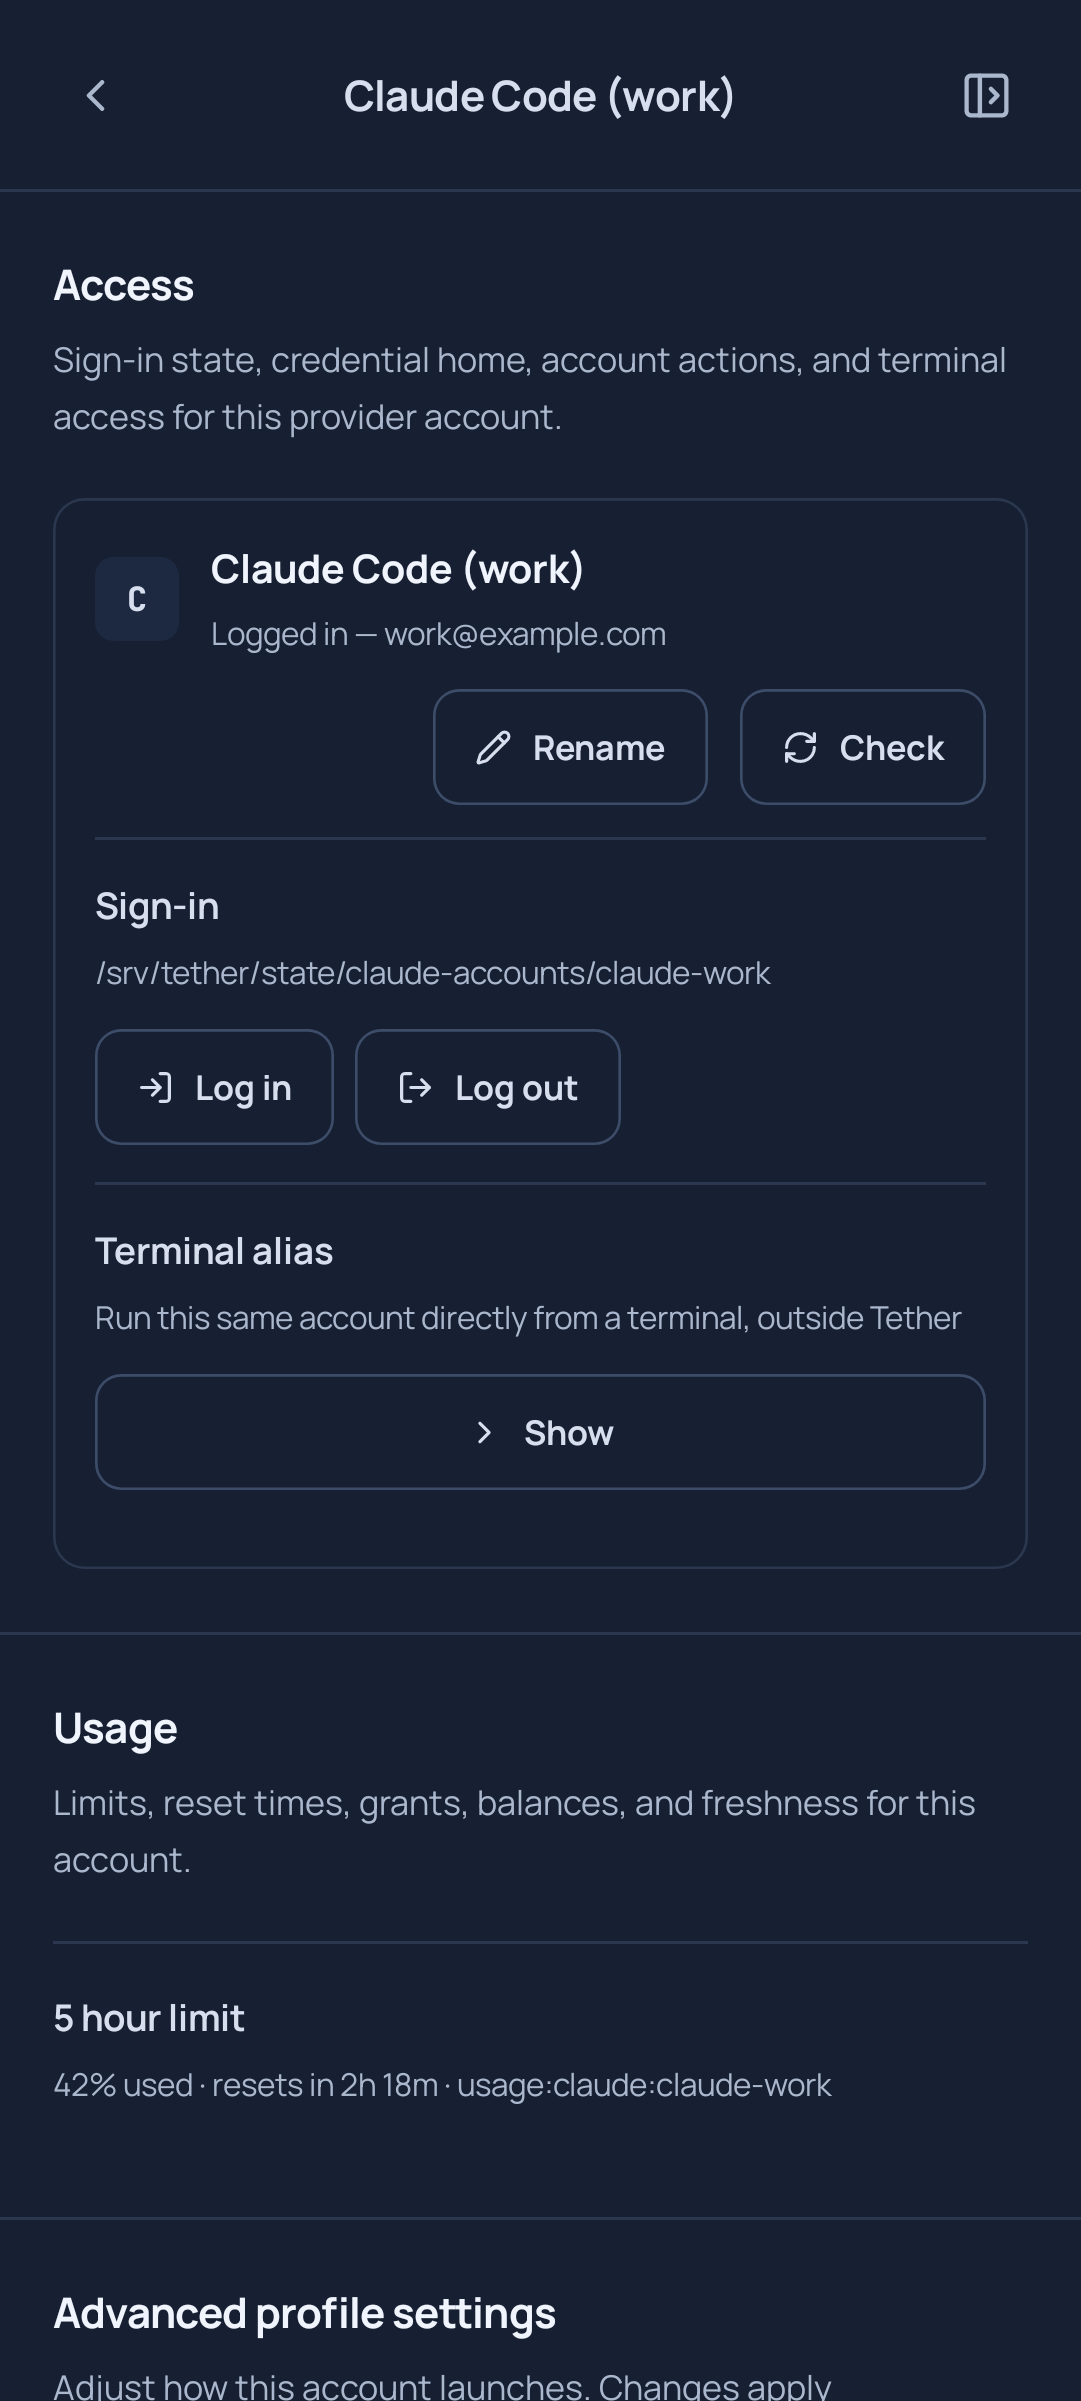 Claude Code (work)
Access
Sign-in state, credential home, account actions, and terminal
access for this provider account.
C
Claude Code (work)
Logged in — work@example.com
Rename
Check
Sign-in
/srv/tether/state/claude-accounts/claude-work
Log in
Log out
Terminal alias
Run this same account directly from a terminal, outside Tether
Show
Usage
Limits, reset times, grants, balances, and freshness for this
account.
5 hour limit
42% used · resets in 2h 18m · usage:claude:claude-work
Advanced profile settings
Adjust how this account launches. Changes apply